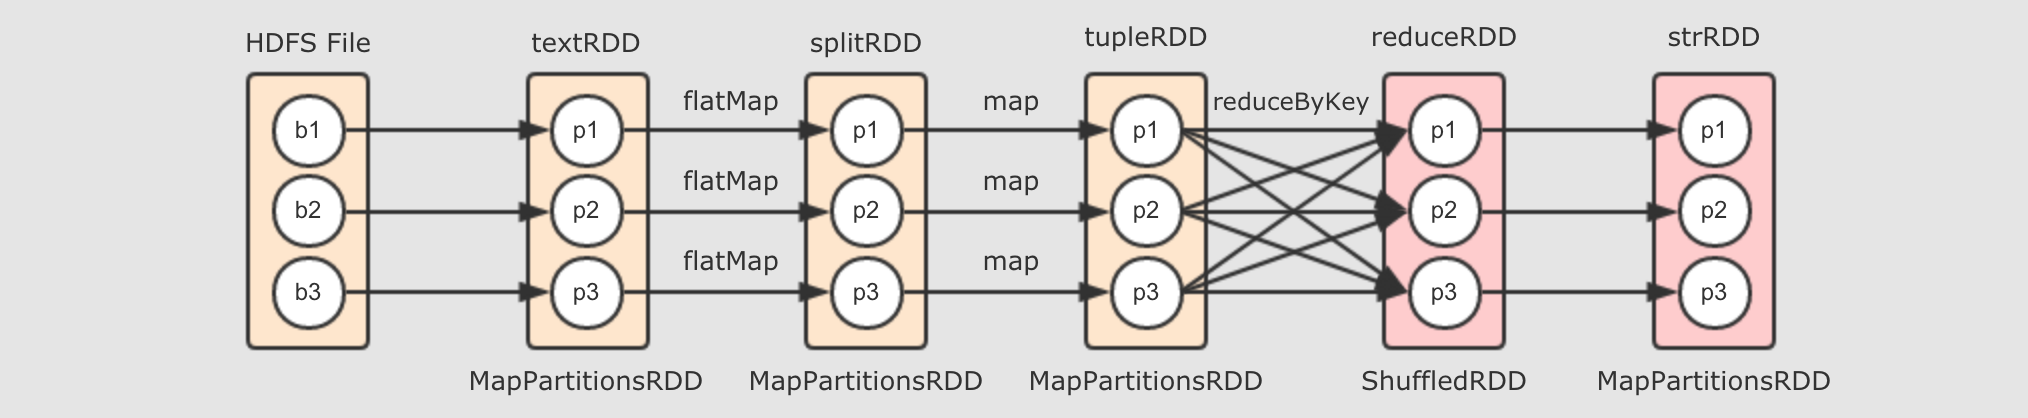 HDFS File
textRDD
splitRDD
tupleRDD
reduceRDD
strRDD
b1
p1
flatMap
p1
map
p1
reduceByKey
p1
p1
b2
p2
flatMap
p2
map
p2
p2
p2
b3
p3
flatMap
p3
map
p3
p3
p3
MapPartitionsRDD
MapPartitionsRDD
MapPartitionsRDD
ShuffledRDD
MapPartitionsRDD